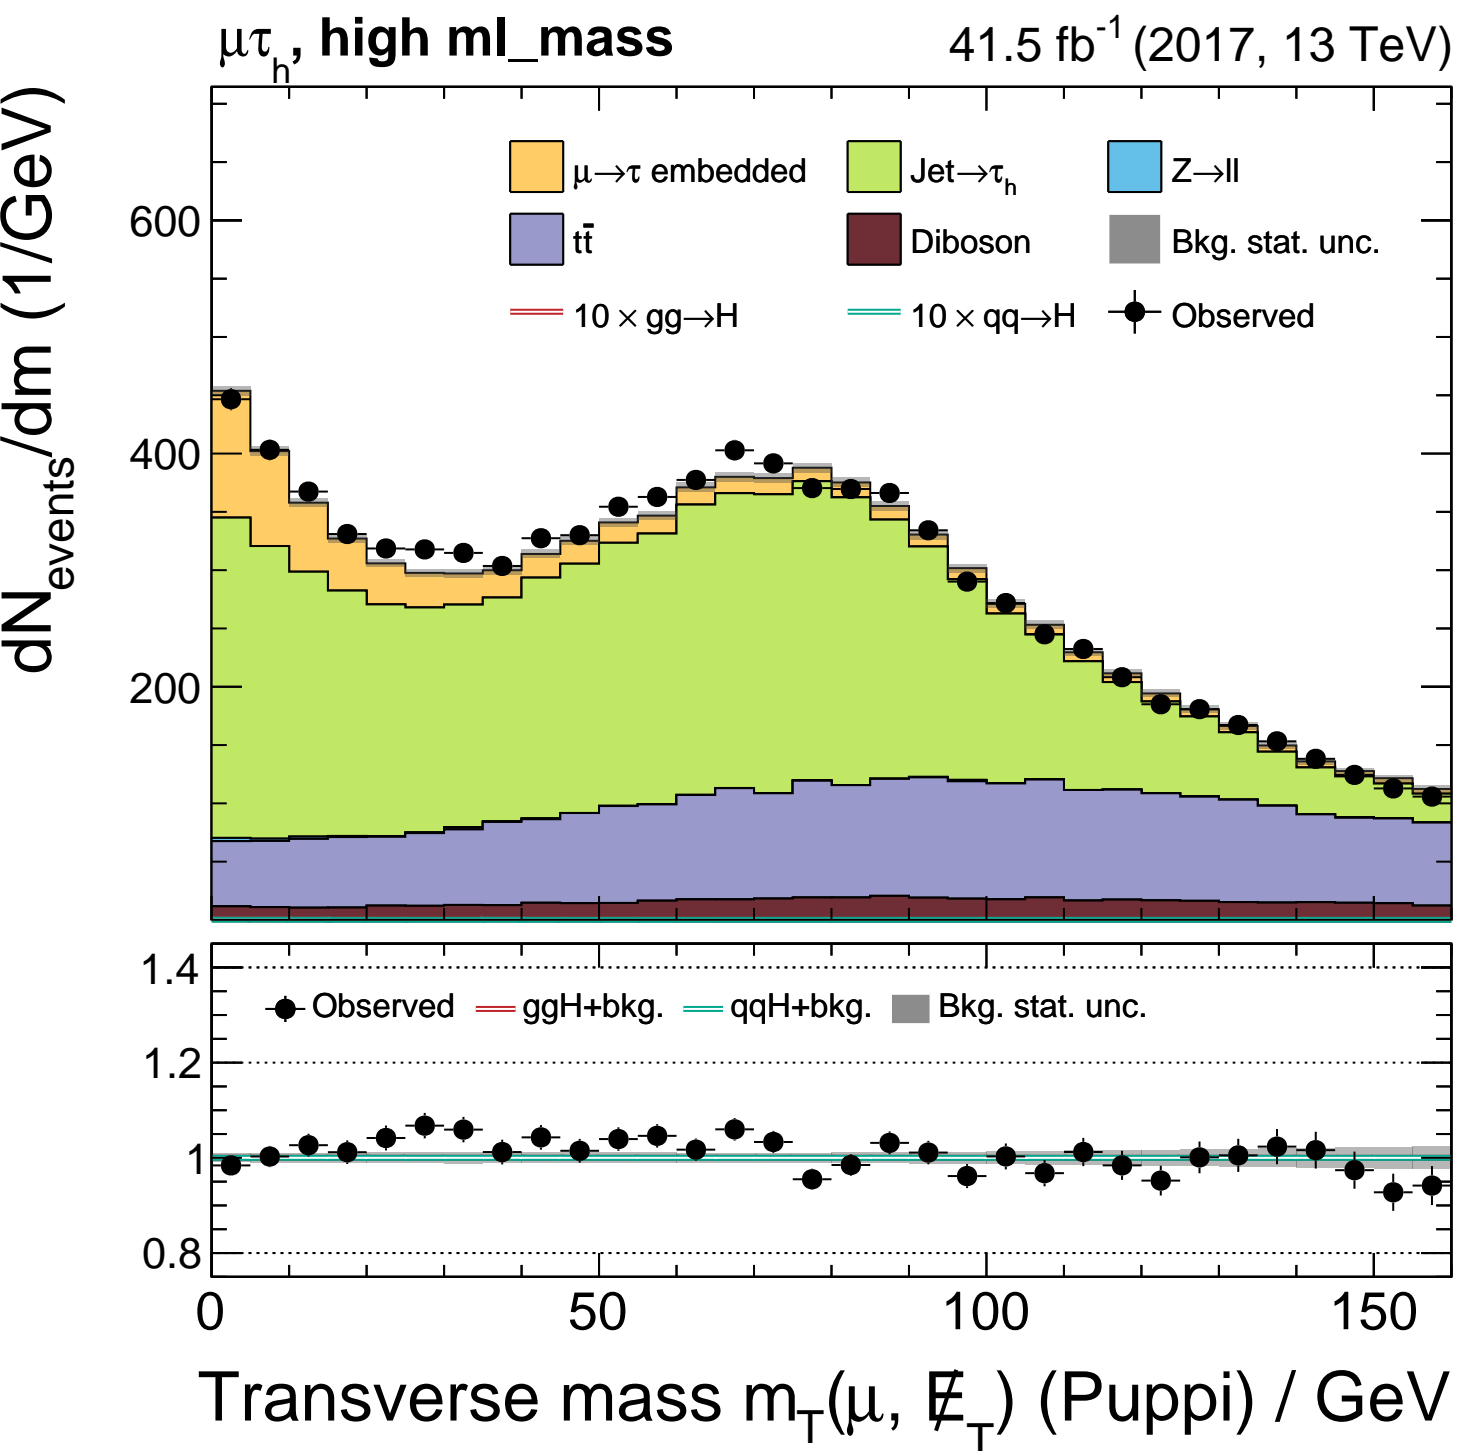 μτh, high ml_mass
41.5 fb-1 (2017, 13 TeV)
dNevents/dm (1/GeV)
μ→τ embedded
Jet→τh
Z→ll
tt̄
Diboson
Bkg. stat. unc.
10 × gg→H
10 × qq→H
Observed
600
400
200
1.4
Observed
ggH+bkg.
qqH+bkg.
Bkg. stat. unc.
1.2
1
0.8
0
50
100
150
Transverse mass mT(μ, E̸T) (Puppi) / GeV